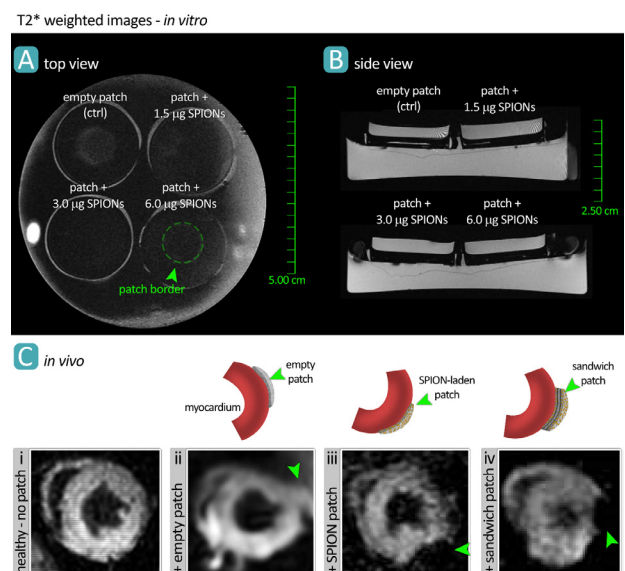 T2* weighted images - in vitro
A top view
empty patch
(ctrl)
patch +
1.5 µg SPIONs
patch +
3.0 µg SPIONs
patch +
6.0 µg SPIONs
patch border
5.00 cm
B side view
empty patch
(ctrl)
patch +
1.5 µg SPIONs
patch +
3.0 µg SPIONs
patch +
6.0 µg SPIONs
2.50 cm
C in vivo
myocardium
empty
patch
SPION-laden
patch
sandwich
patch
i
healthy - no patch
ii
+ empty patch
iii
+ SPION patch
iv
+ sandwich patch